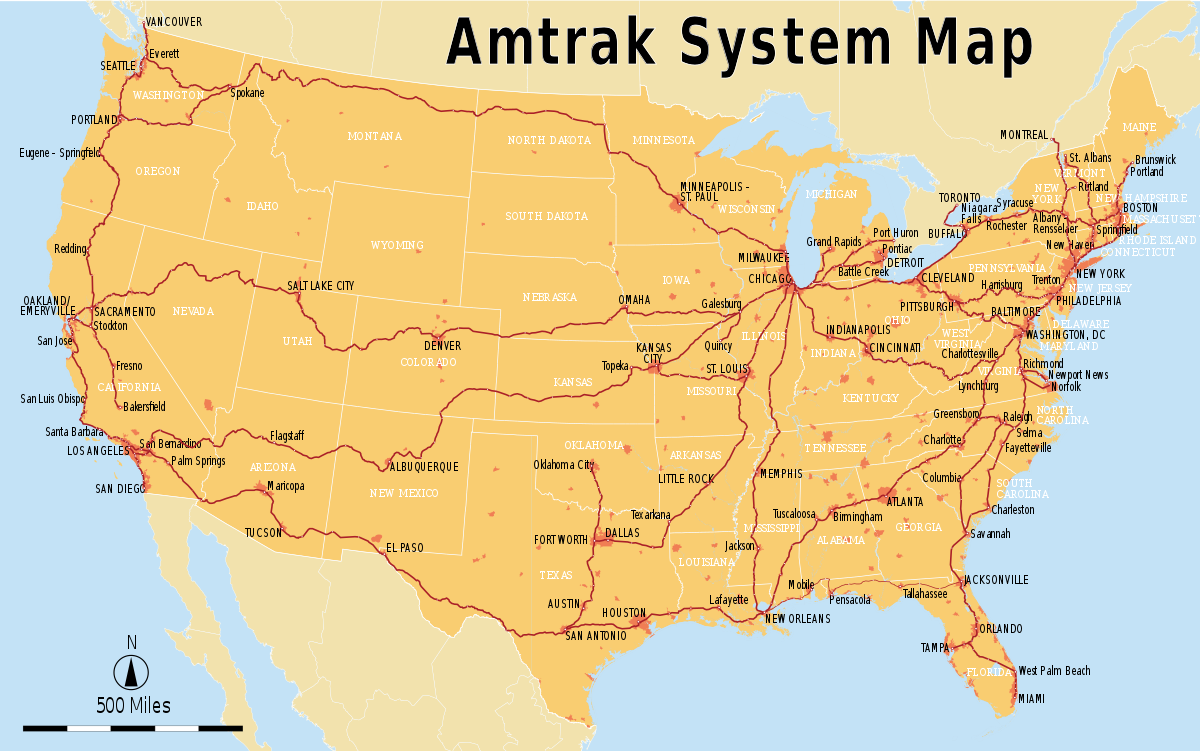 Amtrak System Map
VANCOUVER
Everett
SEATTLE
WASHINGTON
Spokane
PORTLAND
Eugene - Springfield
OREGON
IDAHO
MONTANA
NORTH DAKOTA
MINNESOTA
MINNEAPOLIS -
ST. PAUL
WISCONSIN
MICHIGAN
SOUTH DAKOTA
WYOMING
Redding
OAKLAND/
EMERYVILLE
SACRAMENTO
Stockton
San Jose
NEVADA
SALT LAKE CITY
UTAH
DENVER
COLORADO
NEBRASKA
IOWA
OMAHA
MILWAUKEE
CHICAGO
Galesburg
Grand Rapids
Port Huron
Pontiac
DETROIT
Battle Creek
TORONTO
Niagara
Falls
BUFFALO
Syracuse
Rochester
Albany -
Rensselaer
NEW
YORK
MONTREAL
St. Albans
VERMONT
Rutland
MAINE
Brunswick
Portland
NEW HAMPSHIRE
BOSTON
MASSACHUSET
Springfield
RHODE ISLAND
CONNECTICUT
New Haven
NEW YORK
NEW JERSEY
Trenton
PHILADELPHIA
PENNSYLVANIA
Harrisburg
CLEVELAND
PITTSBURGH
BALTIMORE
DELAWARE
WASHINGTON, DC
MARYLAND
OHIO
INDIANAPOLIS
CINCINNATI
INDIANA
ILLINOIS
Quincy
WEST
VIRGINIA
Charlottesville
VIRGINIA
Richmond
Newport News
Norfolk
Lynchburg
KANSAS
CITY
Topeka
ST. LOUIS
KANSAS
MISSOURI
KENTUCKY
Fresno
CALIFORNIA
San Luis Obispo
Bakersfield
Santa Barbara
LOS ANGELES
San Bernardino
Palm Springs
SAN DIEGO
Flagstaff
ARIZONA
Maricopa
TUCSON
ALBUQUERQUE
NEW MEXICO
EL PASO
OKLAHOMA
Oklahoma City
ARKANSAS
LITTLE ROCK
Texarkana
FORT WORTH
DALLAS
TEXAS
AUSTIN
HOUSTON
SAN ANTONIO
TENNESSEE
MEMPHIS
Greensboro
Raleigh
NORTH
CAROLINA
Selma
Fayetteville
Charlotte
Columbia
SOUTH
CAROLINA
Charleston
Savannah
ATLANTA
GEORGIA
Birmingham
Tuscaloosa
ALABAMA
MISSISSIPPI
Jackson
LOUISIANA
Lafayette
NEW ORLEANS
Mobile
Pensacola
Tallahassee
JACKSONVILLE
ORLANDO
TAMPA
FLORIDA
West Palm Beach
MIAMI
N
500 Miles